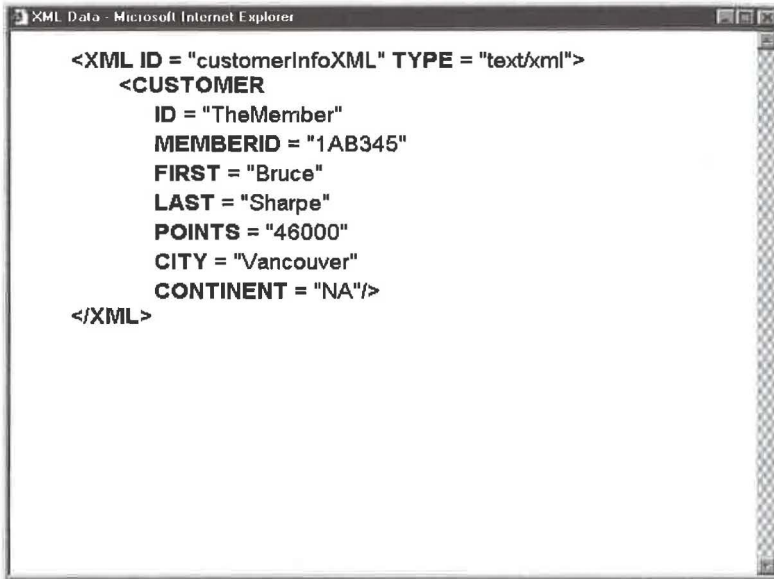 XML Data - Microsoft Internet Explorer
<XML ID = "customerInfoXML" TYPE = "text/xml">
<CUSTOMER
ID = "TheMember"
MEMBERID = "1AB345"
FIRST = "Bruce"
LAST = "Sharpe"
POINTS = "46000"
CITY = "Vancouver"
CONTINENT = "NA"/>
</XML>